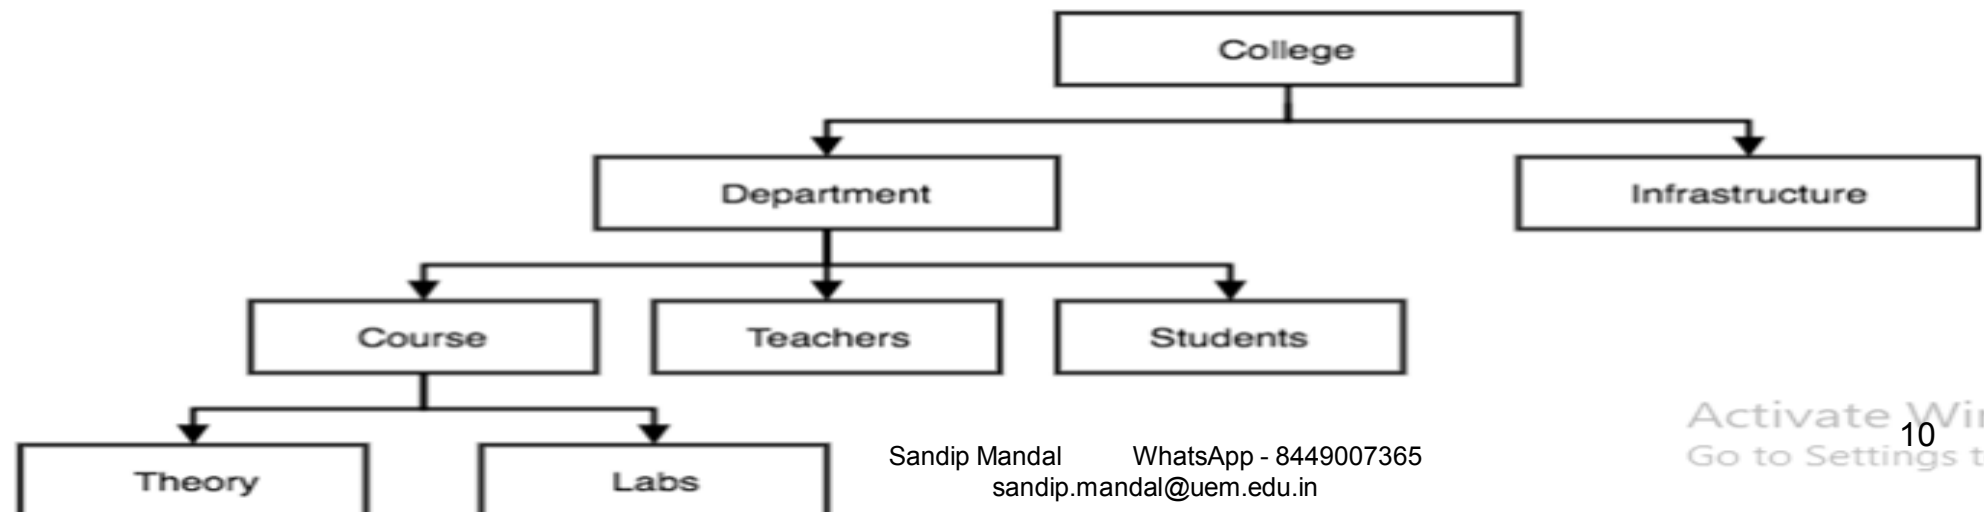 College
Department
Infrastructure
Course
Teachers
Students
Theory
Labs
Sandip Mandal WhatsApp - 8449007365
sandip.mandal@uem.edu.in
Activate
10
Go to Settings